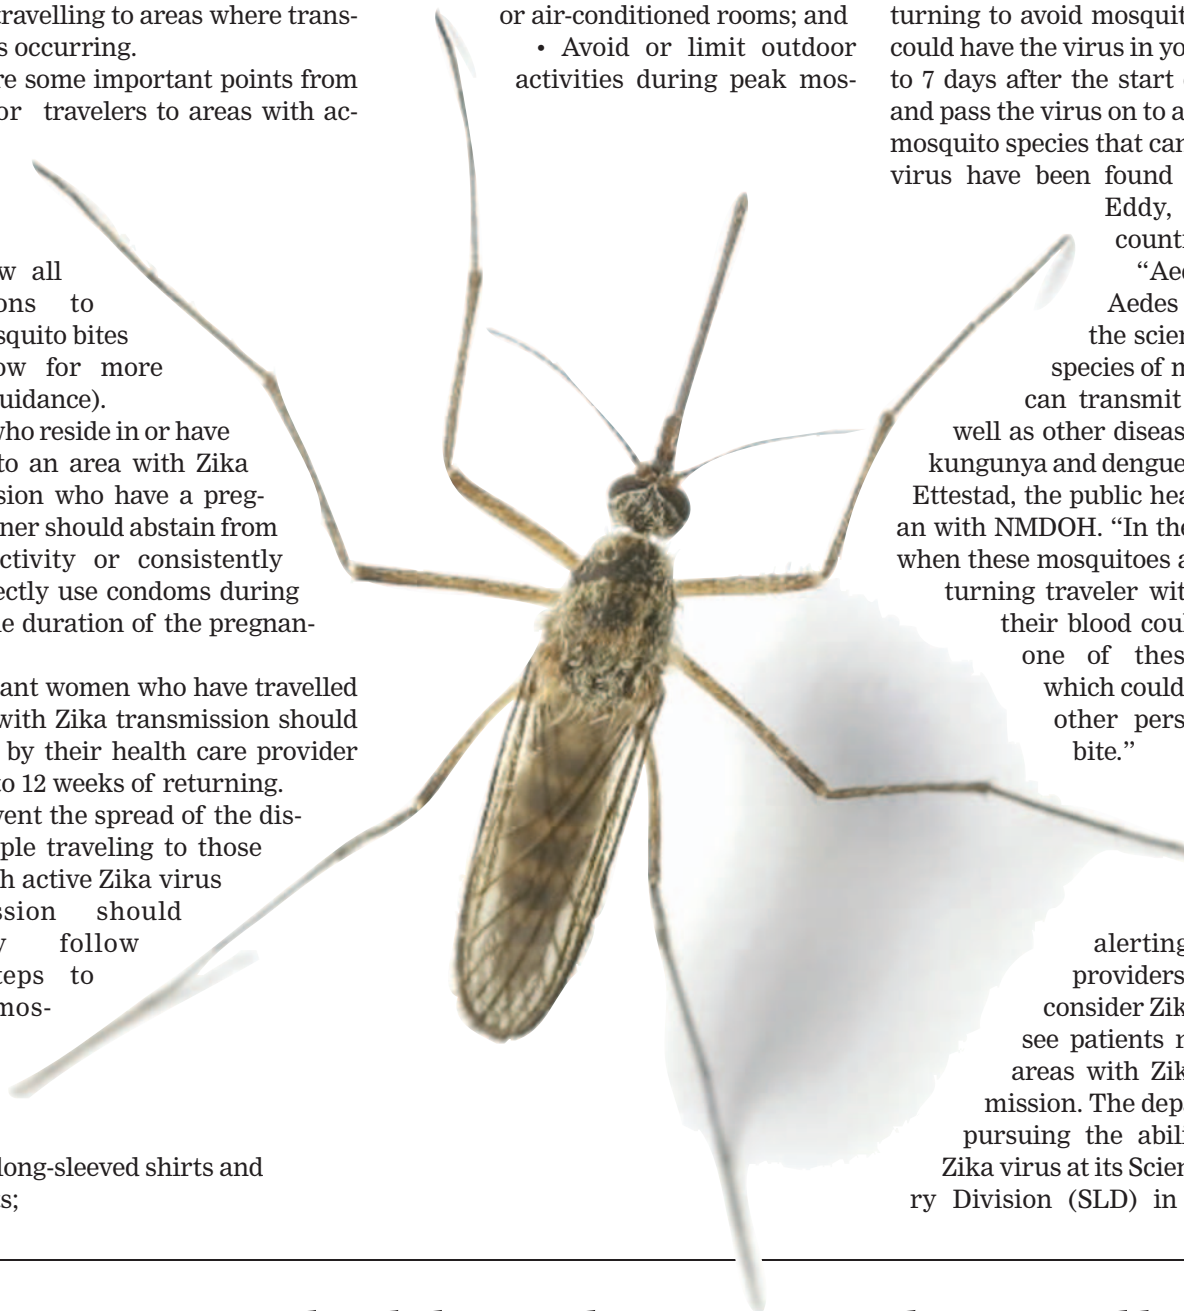 travelling to areas where trans-
s occurring.
re some important points from
or travelers to areas with ac-
w all
ons to
squito bites
ow for more
uidance).
who reside in or have
to an area with Zika
sion who have a preg-
ner should abstain from
ctivity or consistently
ectly use condoms during
e duration of the pregnan-
ant women who have travelled
with Zika transmission should
by their health care provider
to 12 weeks of returning.
vent the spread of the dis-
ple traveling to those
h active Zika virus
ssion should
y follow
teps to
mos-
long-sleeved shirts and
s;
or air-conditioned rooms; and
• Avoid or limit outdoor
activities during peak mos-
turning to avoid mosquit
could have the virus in yo
to 7 days after the start
and pass the virus on to a
mosquito species that can
virus have been found
Eddy,
counti
“Aed
Aedes
the scien
species of m
can transmit
well as other diseas
kungunya and dengue
Ettestad, the public hea
an with NMDOH. “In the
when these mosquitoes a
turning traveler wit
their blood coul
one of thes
which could
other pers
bite.”
alerting
providers
consider Zik
see patients r
areas with Zik
mission. The depa
pursuing the abili
Zika virus at its Scien
ry Division (SLD) in